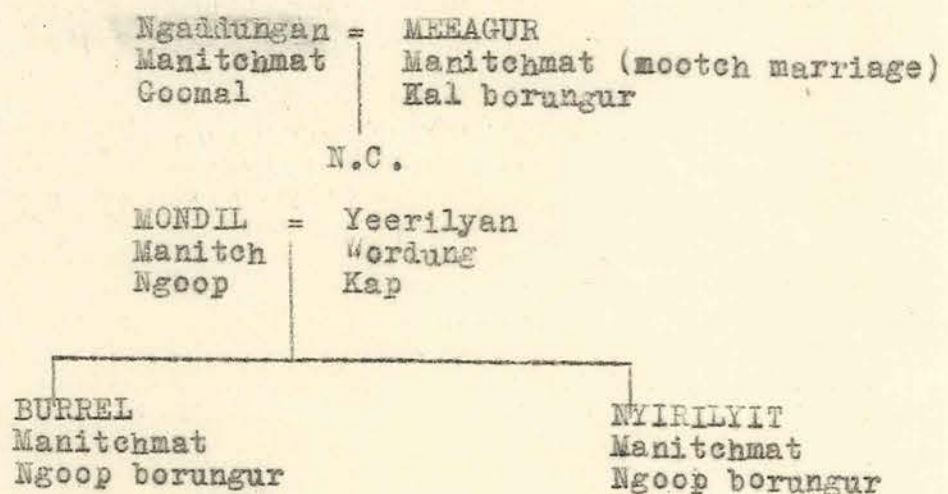 Ngaddungan = MEEAGUR
Manitchmat Manitchmat (mootch marriage)
Goomal Kal borungur
N.C.
MONDIL = Yeerilyan
Manitch Wordung
Ngoop Kap
BURREL NYIRILYIT
Manitchmat Manitchmat
Ngoop borungur Ngoop borungur